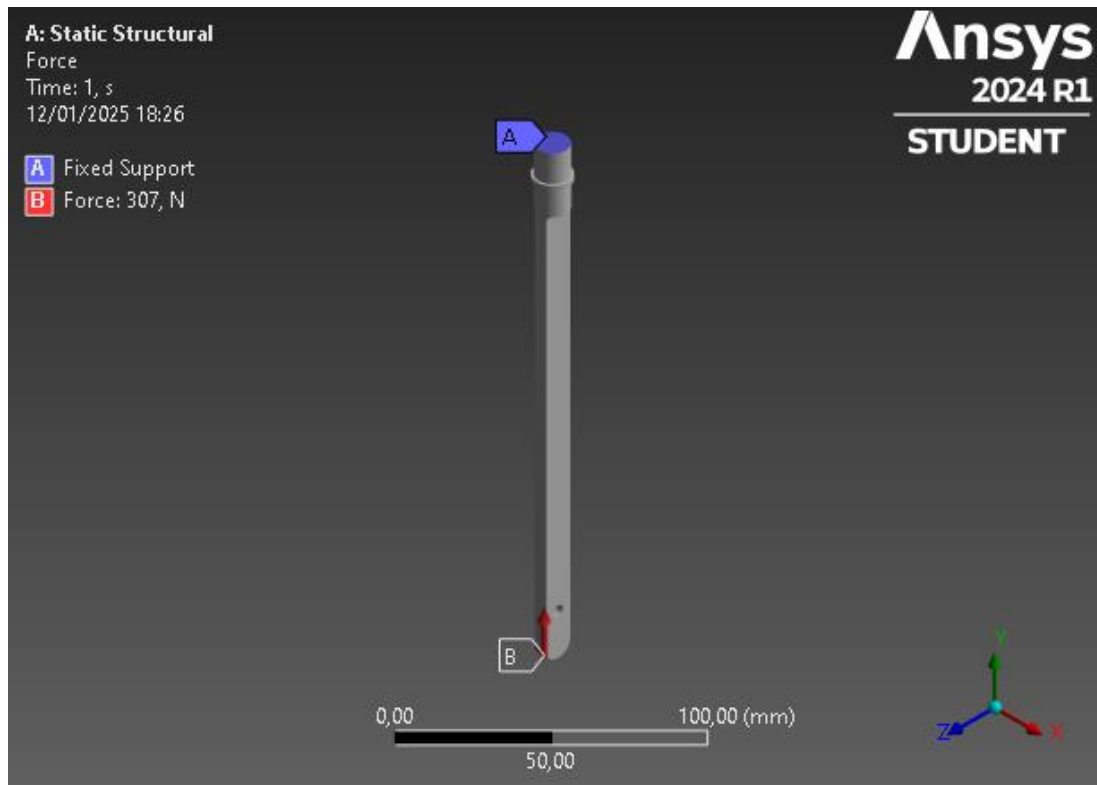 A: Static Structural
Force
Time: 1, s
12/01/2025 18:26
A Fixed Support
B Force: 307, N
Ansys
2024 R1
STUDENT
A
B
0,00 100,00 (mm)
50,00
Y
Z X